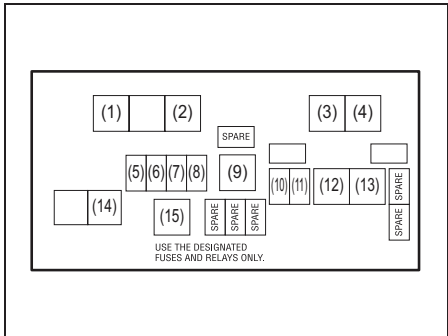 (1) (2) (3) (4)
SPARE
(5) (6) (7) (8) (9) (10) (11) (12) (13) SPARE
(14) (15) SPARE SPARE SPARE SPARE
USE THE DESIGNATED
FUSES AND RELAYS ONLY.